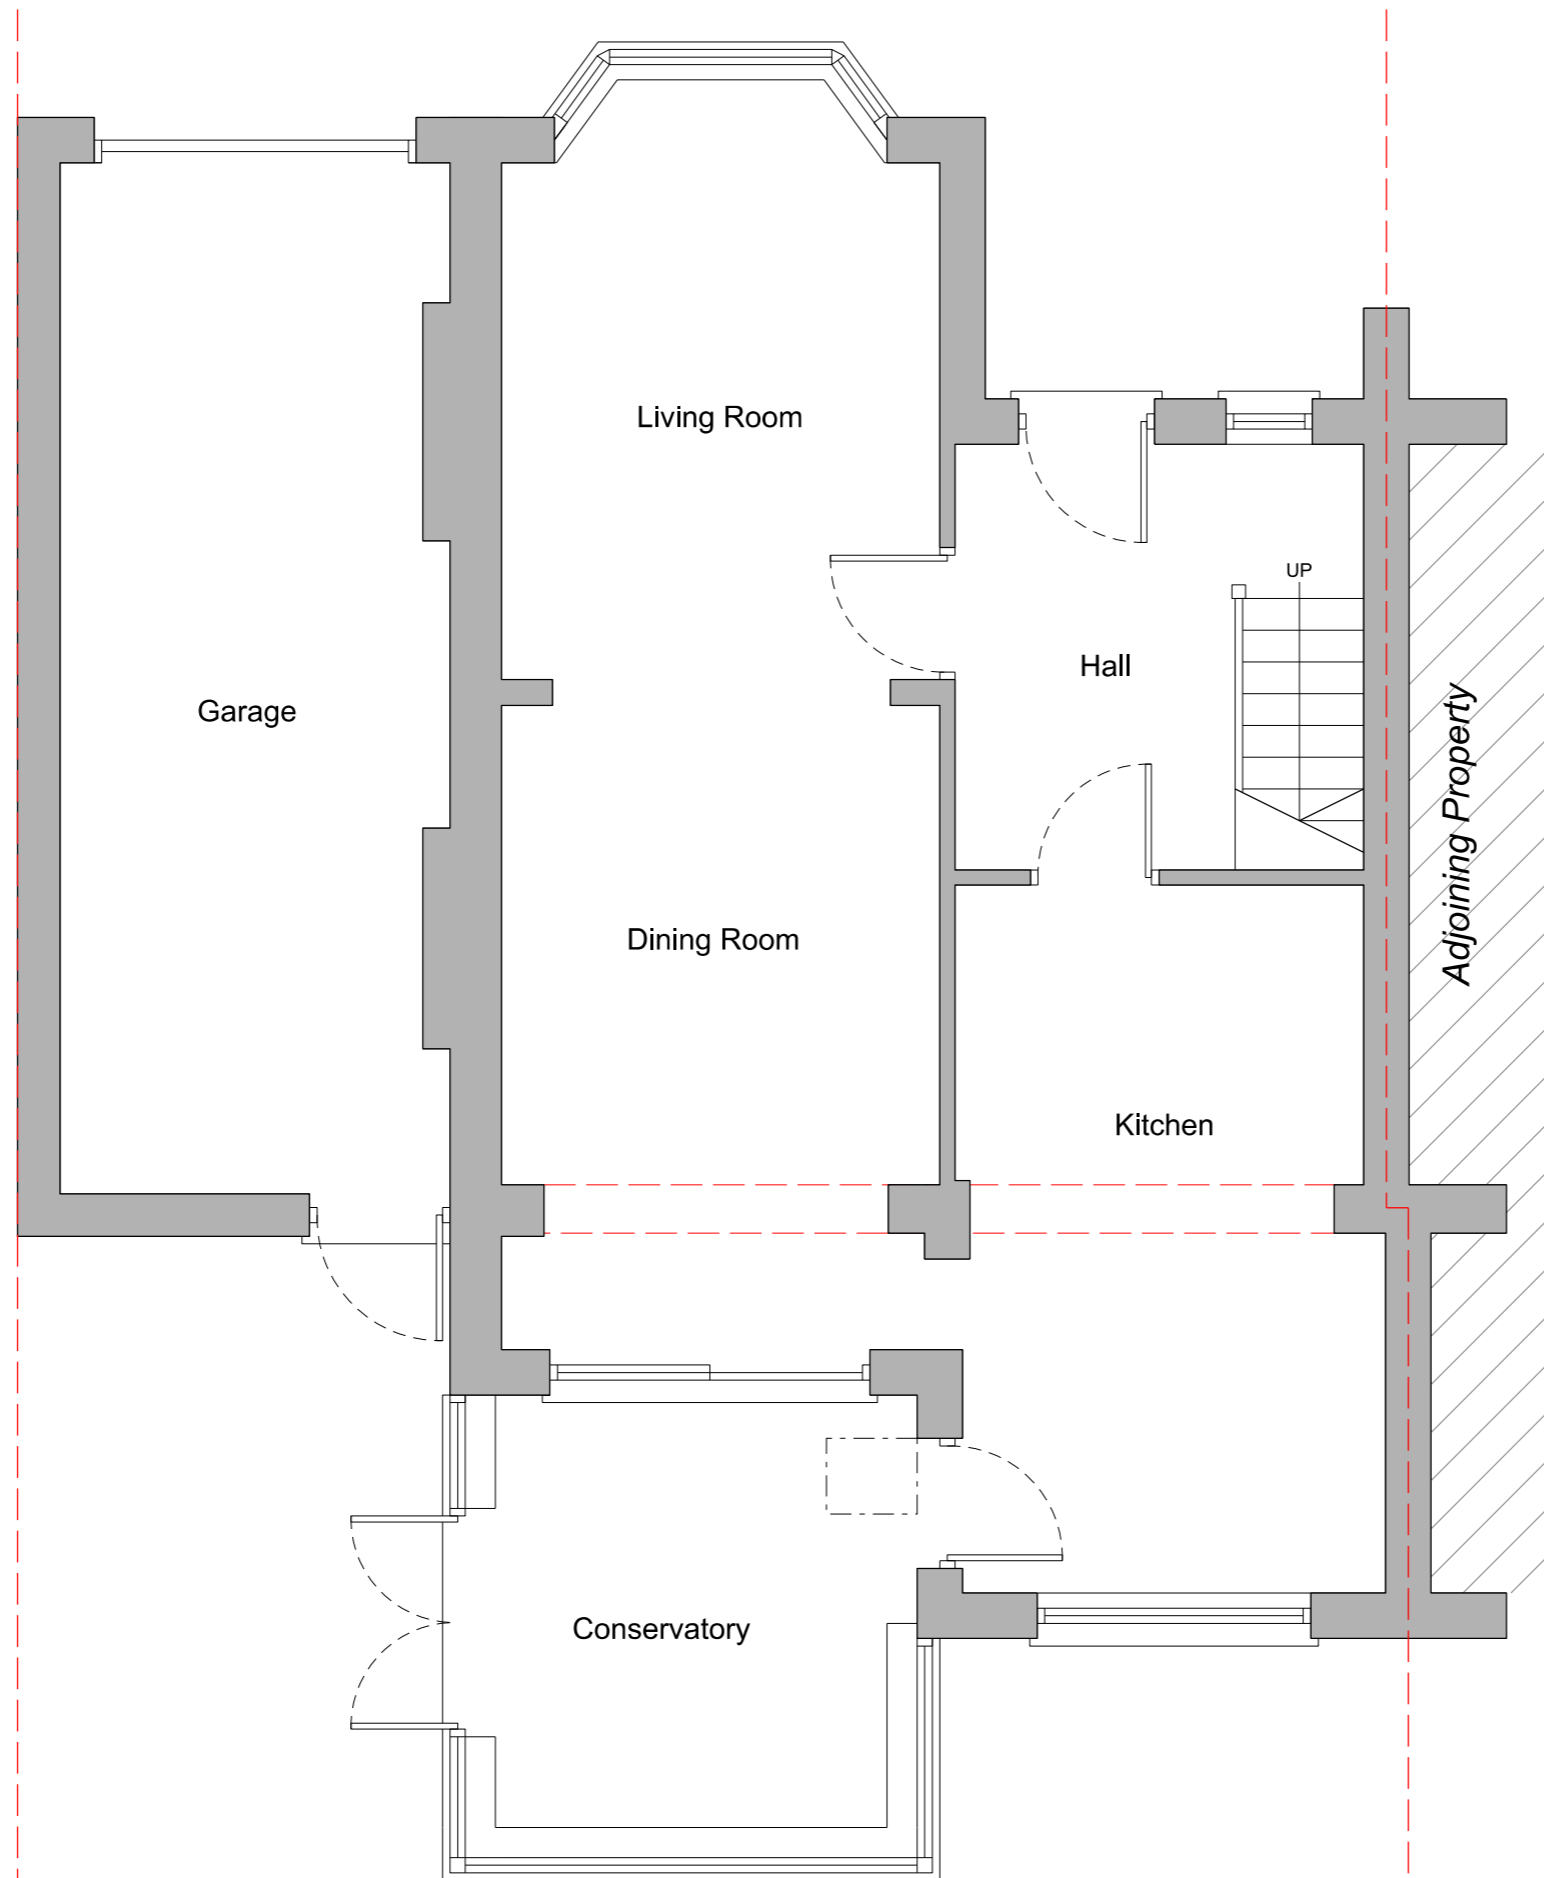 Living Room
UP
Hall
Garage
Adjoining Property
Dining Room
Kitchen
Conservatory